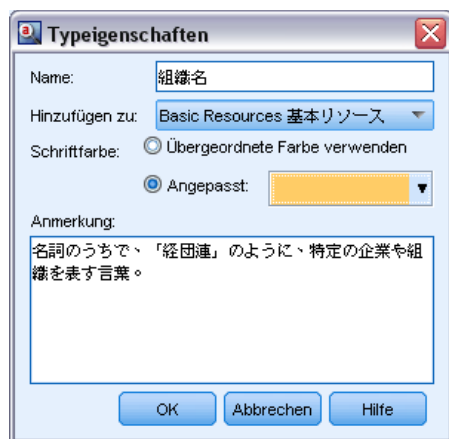 Typeigenschaften
Name: 組織名
Hinzufügen zu: Basic Resources 基本リソース
Schriftfarbe: Übergeordnete Farbe verwenden
Angepasst:
Anmerkung:
名詞のうちで、「経団連」のように、特定の企業や組
織を表す言葉。
OK Abbrechen Hilfe